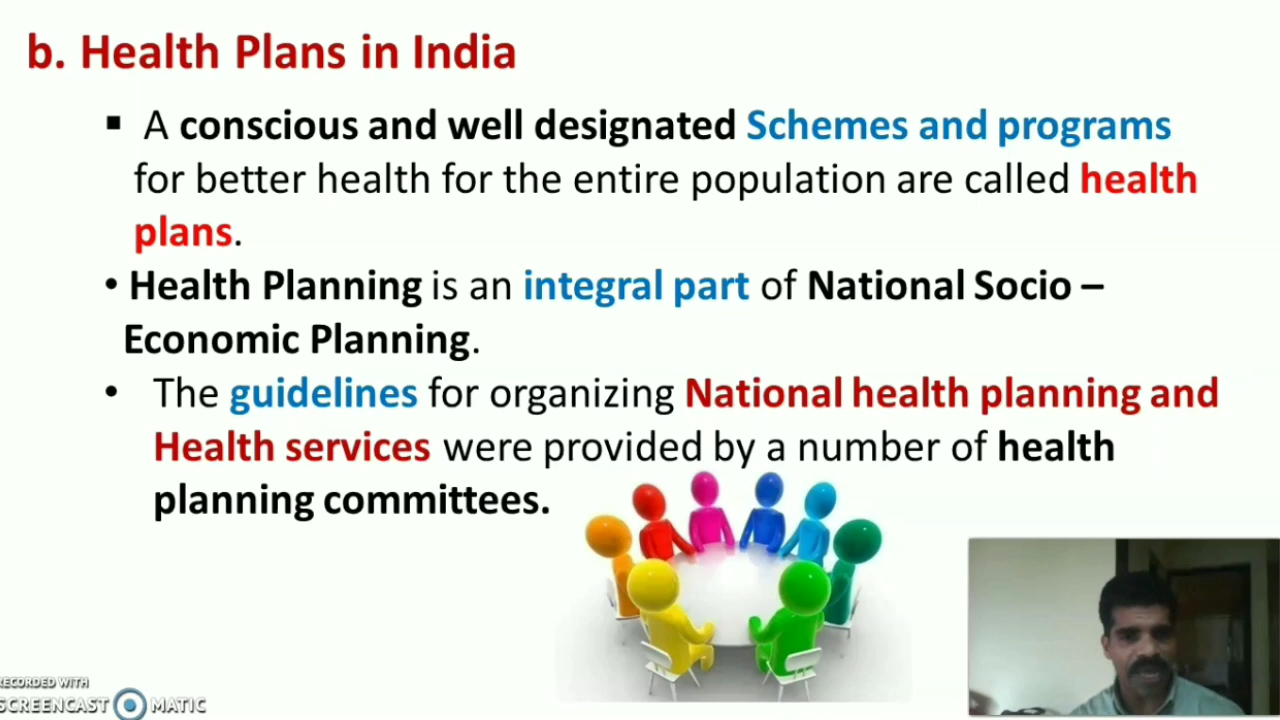 b. Health Plans in India
▪ A conscious and well designated Schemes and programs
for better health for the entire population are called health
plans.
• Health Planning is an integral part of National Socio –
Economic Planning.
• The guidelines for organizing National health planning and
Health services were provided by a number of health
planning committees.
RECORDED WITH
SCREENCAST MATIC